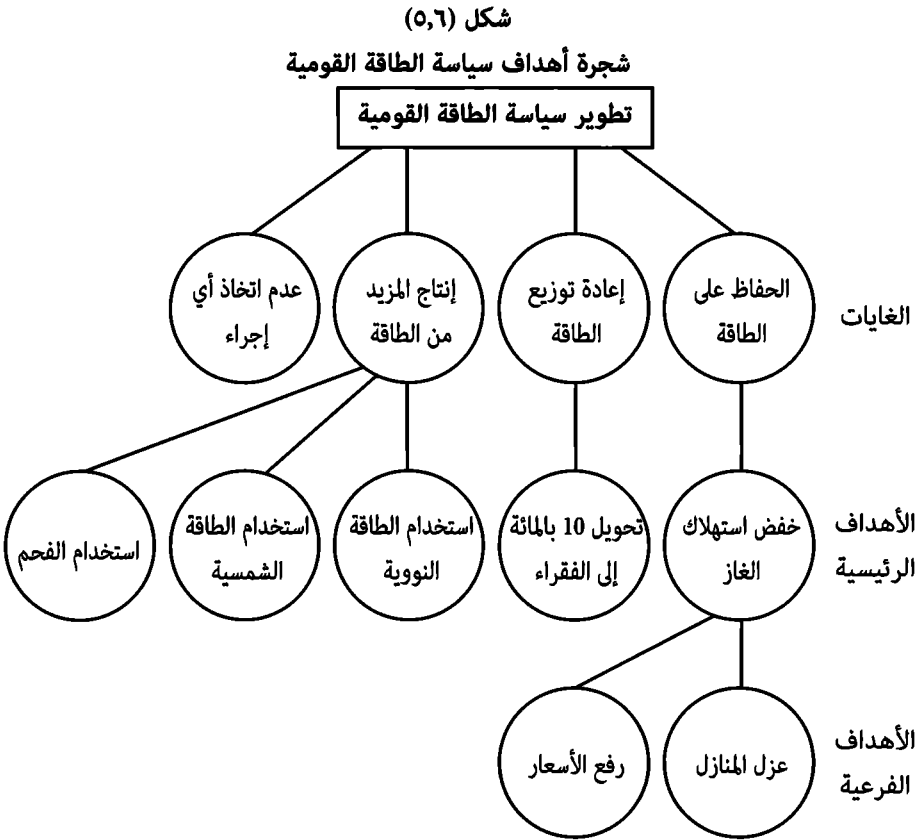 شكل (٥,٦)
شجرة أهداف سياسة الطاقة القومية
تطوير سياسة الطاقة القومية
الغايات
الحفاظ على
الطاقة
إعادة توزيع
الطاقة
إنتاج المزيد
من الطاقة
عدم اتخاذ أي
إجراء
الأهداف
الرئيسية
خفض استهلاك
الغاز
تحويل 10 بالمائة
إلى الفقراء
استخدام الطاقة
النووية
استخدام الطاقة
الشمسية
استخدام الفحم
الأهداف
الفرعية
عزل المنازل
رفع الأسعار